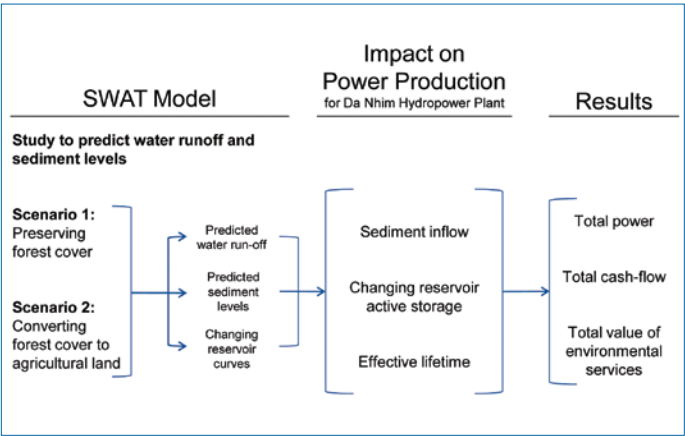 SWAT Model
Impact on
Power Production
for Da Nhim Hydropower Plant
Results
Study to predict water runoff and
sediment levels
Scenario 1:
Preserving
forest cover
Scenario 2:
Converting
forest cover to
agricultural land
Predicted
water run-off
Predicted
sediment
levels
Changing
reservoir
curves
Sediment inflow
Changing reservoir
active storage
Effective lifetime
Total power
Total cash-flow
Total value of
environmental
services